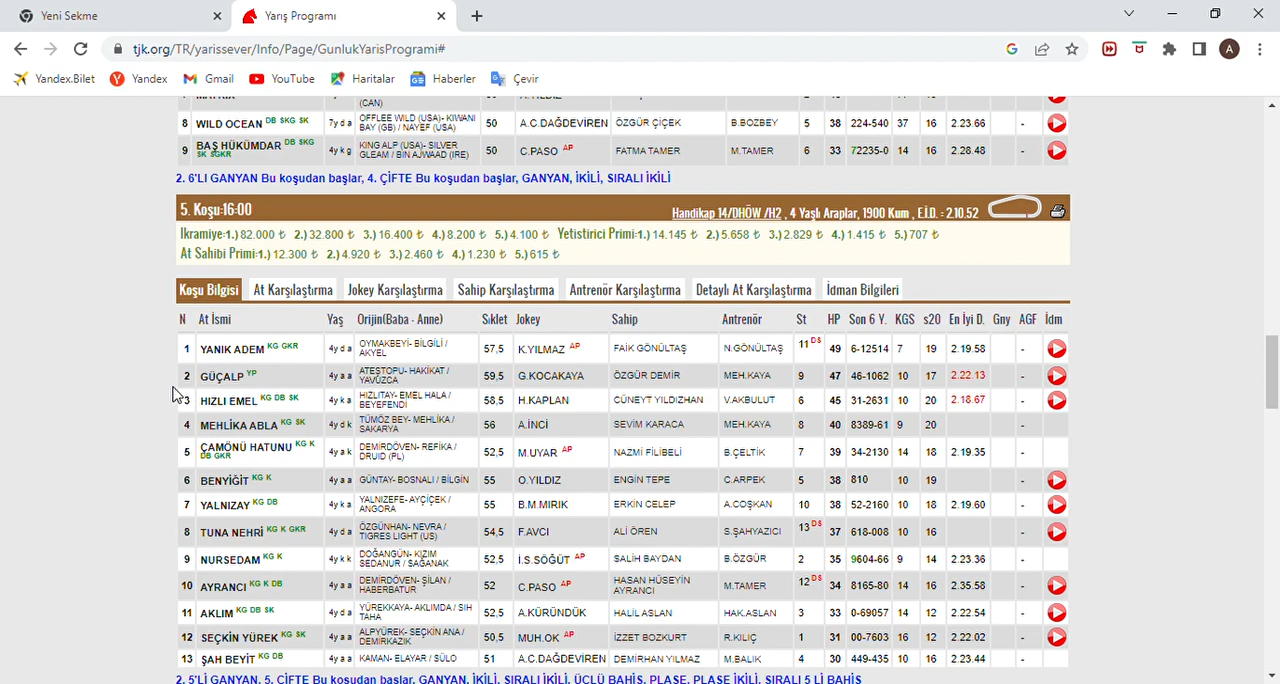 Yeni Sekme
Yarış Programı
tjk.org/TR/yarissever/Info/Page/GunlukYarisProgrami#
A
Yandex.Bilet Yandex Gmail YouTube Haritalar Haberler Çevir
(CAN)
8 WILD OCEAN DB SKG SK 7y d a OFFLEE WILD (USA)- KIWANI BAY (GB) / NAYEF (USA) 50 A.C.DAĞDEVİREN ÖZGÜR ÇİÇEK B.BOZBEY 5 38 224-540 37 16 2.23.66 -
9 BAŞ HÜKÜMDAR DB SKG SK SGKR 4y k g KING ALP (USA)- SILVER GLEAM / BIN AJWAAD (IRE) 50 C.PASO AP FATMA TAMER M.TAMER 6 33 72235-0 14 16 2.28.48 -
2. 6'LI GANYAN Bu koşudan başlar, 4. ÇİFTE Bu koşudan başlar, GANYAN, İKİLİ, SIRALI İKİLİ
5. Koşu:16:00 Handikap 14/DHÖW /H2 , 4 Yaşlı Araplar, 1900 Kum , E.İ.D. : 2.10.52
Ikramiye:1.) 82.000 ₺ 2.) 32.800 ₺ 3.) 16.400 ₺ 4.) 8.200 ₺ 5.) 4.100 ₺ Yetistirici Primi:1.) 14.145 ₺ 2.) 5.658 ₺ 3.) 2.829 ₺ 4.) 1.415 ₺ 5.) 707 ₺
At Sahibi Primi:1.) 12.300 ₺ 2.) 4.920 ₺ 3.) 2.460 ₺ 4.) 1.230 ₺ 5.) 615 ₺
Koşu Bilgisi At Karşılaştırma Jokey Karşılaştırma Sahip Karşılaştırma Antrenör Karşılaştırma Detaylı At Karşılaştırma İdman Bilgileri
N At İsmi Yaş Orijin(Baba - Anne) Sıklet Jokey Sahip Antrenör St HP Son 6 Y. KGS s20 En İyi D. Gny AGF İdm
1 YANIK ADEM KG GKR 4y d a OYMAKBEYİ- BİLGİLİ / AKYEL 57,5 K.YILMAZ AP FAİK GÖNÜLTAŞ N.GÖNÜLTAŞ 11 DS 49 6-12514 7 19 2.19.58 -
2 GÜÇALP YP 4y a a ATEŞTOPU- HAKİKAT / YAVUZCA 59,5 G.KOCAKAYA ÖZGÜR DEMİR MEH.KAYA 9 47 46-1062 10 17 2.22.13 -
3 HIZLI EMEL KG DB SK 4y k a HIZLITAY- EMEL HALA / BEYEFENDİ 58,5 H.KAPLAN CÜNEYT YILDIZHAN V.AKBULUT 6 45 31-2631 10 20 2.18.67 -
4 MEHLİKA ABLA KG SK 4y d k TÜMÖZ BEY- MEHLİKA / SAKARYA 56 A.İNCİ SEVİM KARACA MEH.KAYA 8 40 8389-61 9 20 -
5 ÇAMÖNÜ HATUNU KG K DB GKR 4y a k DEMİRDÖVEN- REFİKA / DRUID (PL) 52,5 M.UYAR AP NAZMİ FİLİBELİ B.ÇELTİK 7 39 34-2130 14 18 2.19.35 -
6 BENYİĞİT KG K 4y a a GÜNTAY- BOSNALI / BİLGİN 55 O.YILDIZ ENGİN TEPE C.ARPEK 5 38 810 10 19 -
7 YALNIZAY KG DB 4y k a YALNIZEFE- AYÇİÇEK / ANGORA 55 B.M.MIRIK ERKİN CELEP A.COŞKAN 10 38 52-2160 10 18 2.19.60 -
8 TUNA NEHRİ KG K GKR 4y d a ÖZGÜNHAN- NEVRA / TIGRES LIGHT (US) 54,5 F.AVCI ALİ ÖREN S.ŞAHYAZICI 13 DS 37 618-008 10 16 -
9 NURSEDAM KG K 4y k k DOĞANGÜN- KIZIM SEDANUR / SAĞANAK 52,5 İ.S.SÖĞÜT AP SALİH BAYDAN B.ÖZGÜR 2 35 9604-66 9 14 2.23.36 -
10 AYRANCI KG K DB 4y a a DEMİRDÖVEN- ŞİLAN / HABERBATUR 52 C.PASO AP HASAN HÜSEYİN AYRANCI M.TAMER 12 DS 34 8165-80 14 16 2.35.58 -
11 AKLIM KG DB SK 4y d a YÜREKKAYA- AKLIMDA / SIH TAHA 52,5 A.KÜRÜNDÜK HALİL ASLAN HAK.ASLAN 3 33 0-69057 14 12 2.22.54 -
12 SEÇKİN YÜREK KG SK 4y a a ALPYÜREK- SEÇKİN ANA / DEMİRKAZIK 50,5 MUH.OK AP İZZET BOZKURT R.KILIÇ 1 31 00-7603 16 12 2.22.02 -
13 ŞAH BEYİT KG DB 4y a a KAMAN- ELAYAR / SÜLO 51 A.C.DAĞDEVİREN DEMİRHAN YILMAZ M.BALIK 4 30 449-435 10 15 2.23.44 -
2. 5'Lİ GANYAN, 5. ÇİFTE Bu koşudan başlar, GANYAN, İKİLİ, SIRALI İKİLİ, ÜÇLÜ BAHİS, PLASE, PLASE İKİLİ, SIRALI 5 Lİ BAHİS